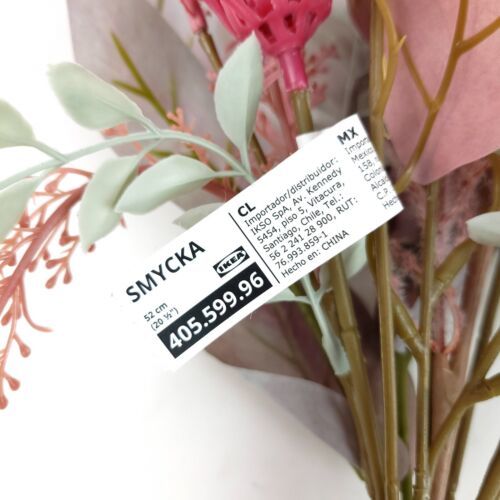 SMYCKA
IKEA
52 cm
(20 ½")
405.599.96
CL
Importador/distribuidor:
IKSO SpA, Av. Kennedy
5454, piso 5, Vitacura,
Santiago, Chile, Tel.:
56 2 241 28 900, RUT:
76.993.859-1
Hecho en: CHINA
MX